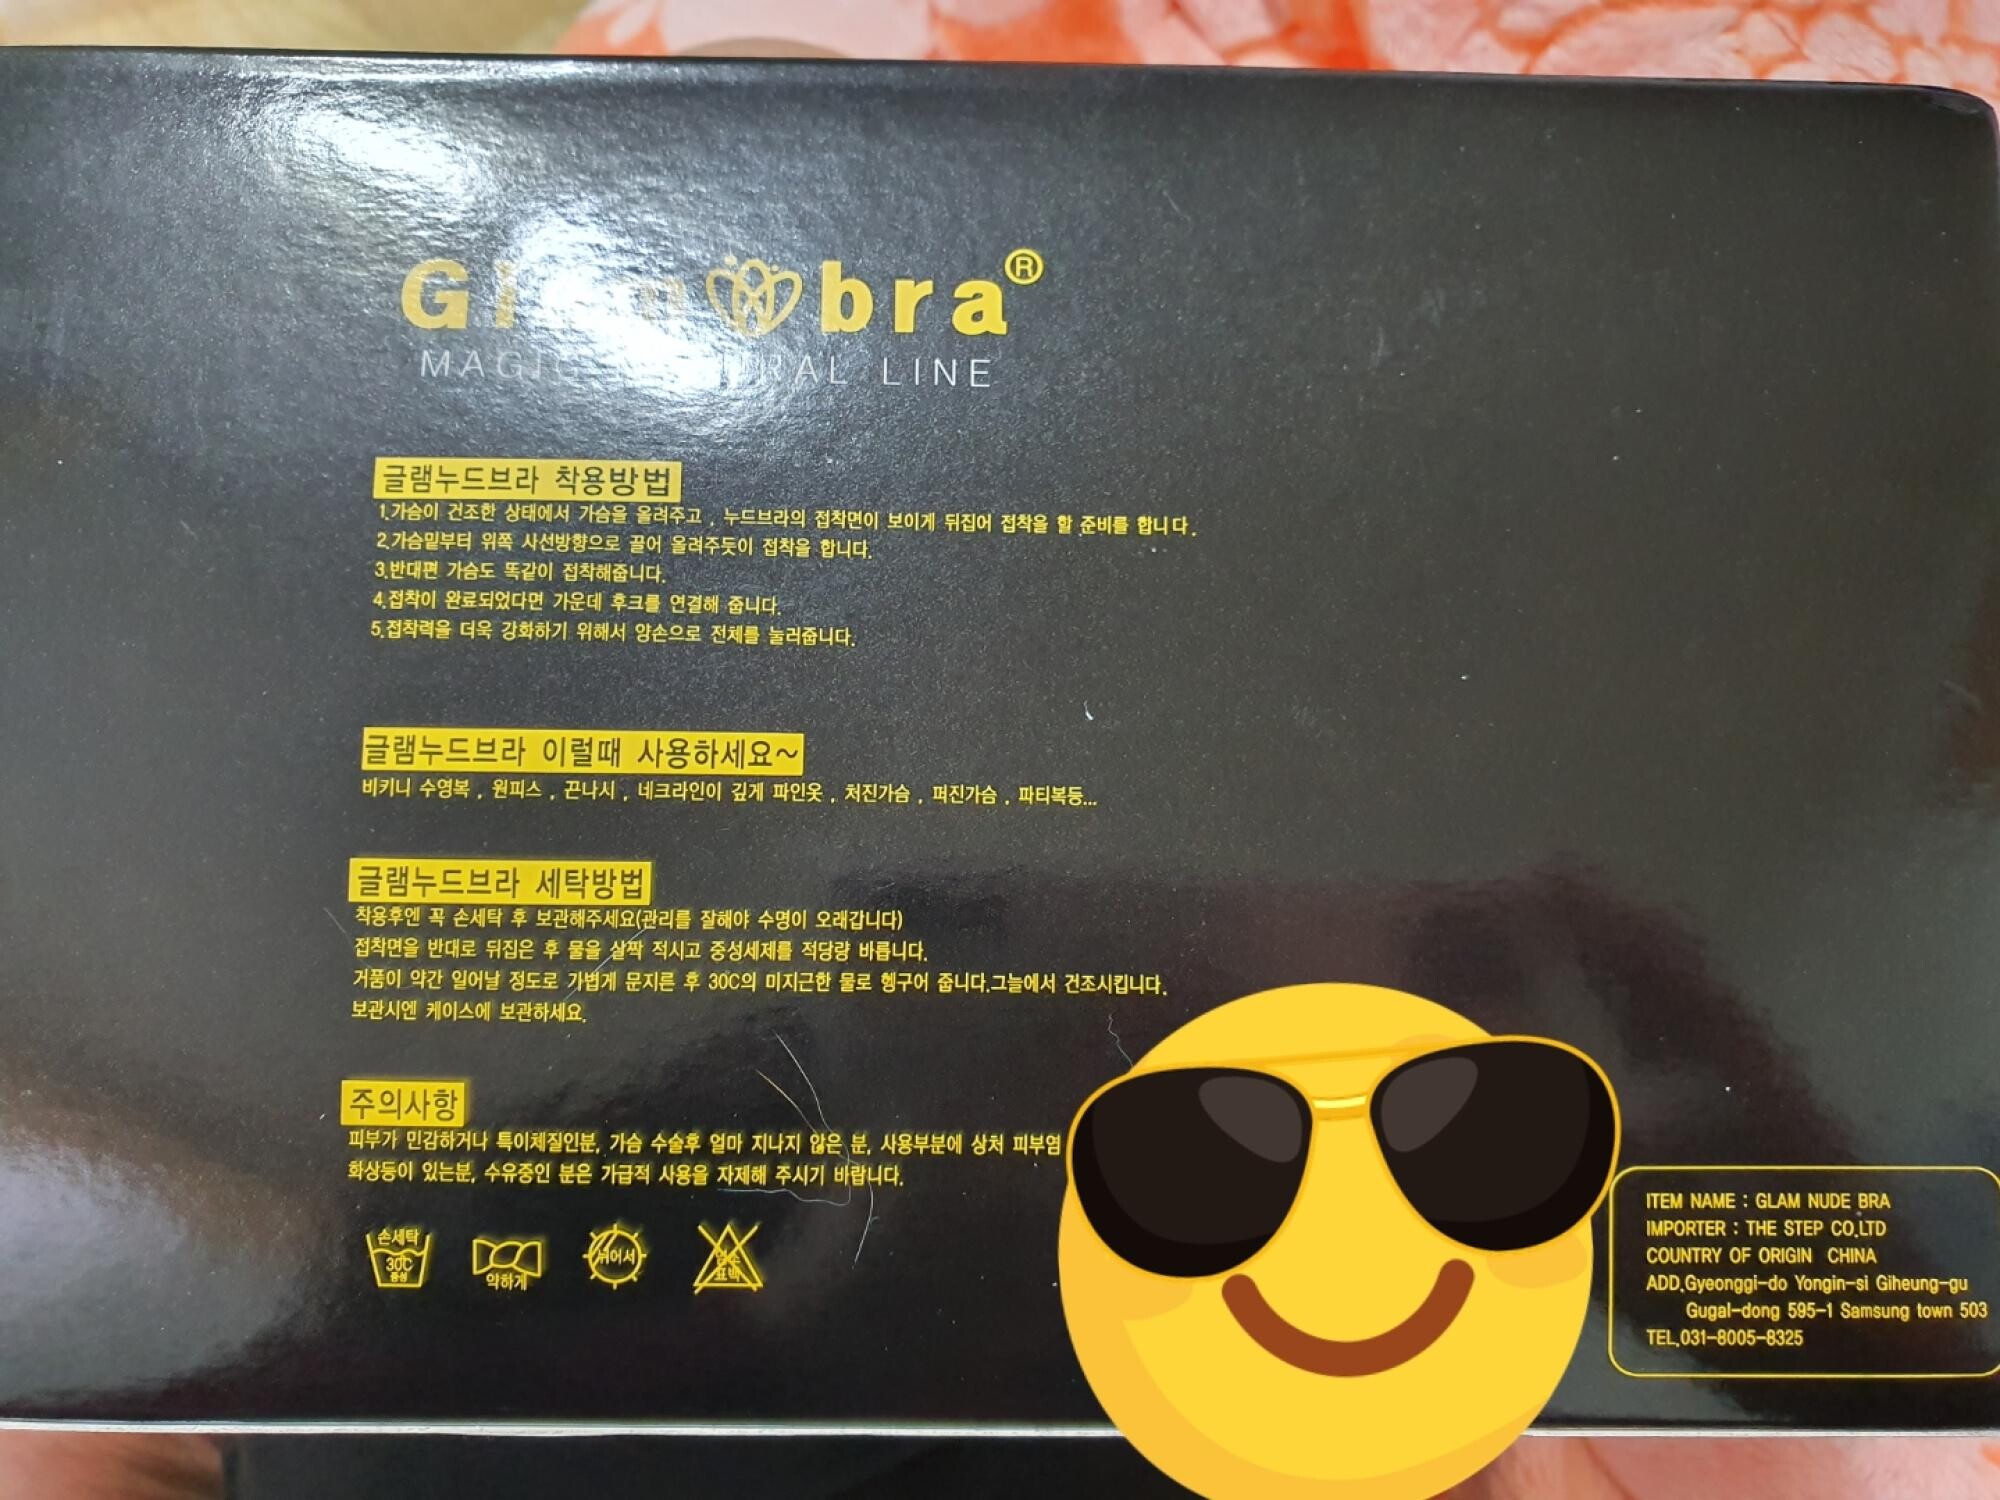 Glam bra®
MAGIC NATURAL LINE
글램누드브라 착용방법
1.가슴이 건조한 상태에서 가슴을 올려주고 , 누드브라의 접착면이 보이게 뒤집어 접착을 할 준비를 합니다.
2.가슴밑부터 위쪽 사선방향으로 끌어 올려주듯이 접착을 합니다.
3.반대편 가슴도 똑같이 접착해줍니다.
4.접착이 완료되었다면 가운데 후크를 연결해 줍니다.
5.접착력을 더욱 강화하기 위해서 양손으로 전체를 눌러줍니다.
글램누드브라 이럴때 사용하세요~
비키니 수영복 , 원피스 , 끈나시 , 네크라인이 깊게 파인옷 , 처진가슴 , 퍼진가슴 , 파티복등...
글램누드브라 세탁방법
착용후엔 꼭 손세탁 후 보관해주세요(관리를 잘해야 수명이 오래갑니다)
접착면을 반대로 뒤집은 후 물을 살짝 적시고 중성세제를 적당량 바릅니다.
거품이 약간 일어날 정도로 가볍게 문지른 후 30C의 미지근한 물로 헹구어 줍니다.그늘에서 건조시킵니다.
보관시엔 케이스에 보관하세요.
주의사항
피부가 민감하거나 특이체질인분, 가슴 수술후 얼마 지나지 않은 분, 사용부분에 상처 피부염
화상등이 있는분, 수유중인 분은 가급적 사용을 자제해 주시기 바랍니다.
손세탁
30C
중성
약하게
뉘어서
염소
표백
ITEM NAME : GLAM NUDE BRA
IMPORTER : THE STEP CO.LTD
COUNTRY OF ORIGIN CHINA
ADD.Gyeonggi-do Yongin-si Giheung-gu
Gugal-dong 595-1 Samsung town 503
TEL.031-8005-8325